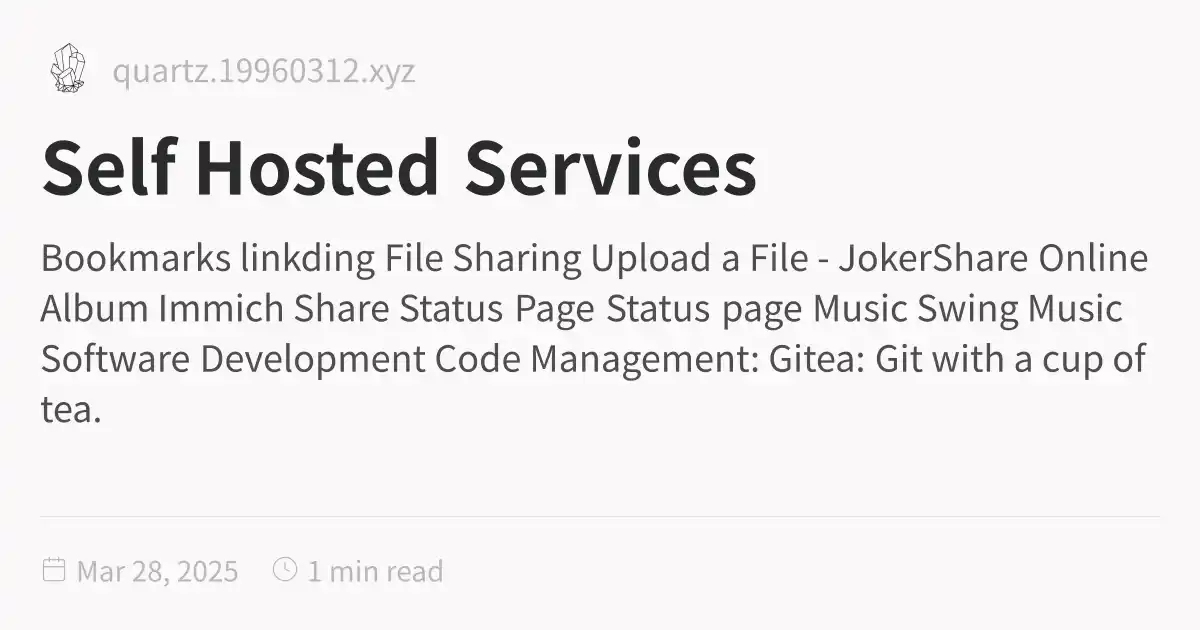 quartz.19960312.xyz
Self Hosted Services
Bookmarks linkding File Sharing Upload a File - JokerShare Online
Album Immich Share Status Page Status page Music Swing Music
Software Development Code Management: Gitea: Git with a cup of
tea.
Mar 28, 2025 1 min read